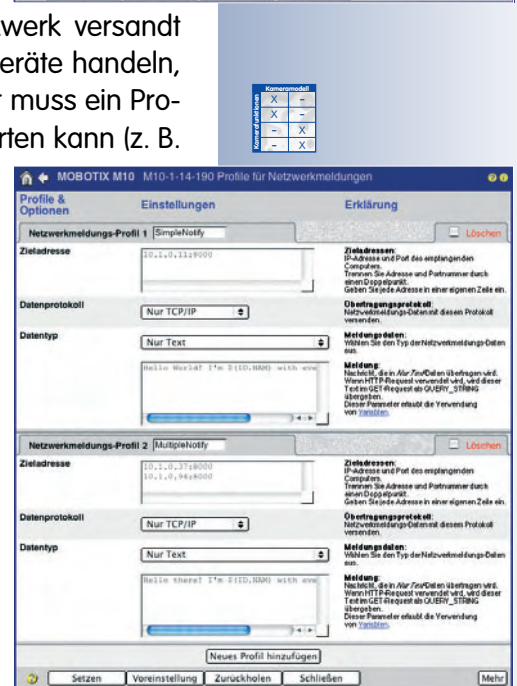 zwerk versandt
eräte handeln,
r muss ein Pro-
rten kann (z. B.
Kameramodell
Kamerafunktionen
X –
X –
– X
– X
MOBOTIX M10 M10-1-14-190 Profile für Netzwerkmeldungen
Profile & Optionen Einstellungen Erklärung
Netzwerkmeldungs-Profil 1 SimpleNotify Löschen
Zieladresse
10.1.0.11:8000
Zieladressen:
IP-Adresse und Port des empfangenden
Computers.
Trennen Sie Adresse und Portnummer durch
einen Doppelpunkt.
Geben Sie jede Adresse in einer eigenen Zeile ein.
Datenprotokoll
Nur TCP/IP
Übertragungsprotokoll:
Netzwerkmeldungs-Daten mit diesem Protokoll
versenden.
Datentyp
Nur Text
Meldungsdaten:
Wählen Sie den Typ der Netzwerkmeldungs-Daten
aus.
Hello World! I'm $(ID.NAM) with eve
Meldung:
Nachricht, die in Nur Text/Daten übertragen wird.
Wenn HTTP-Request verwendet wird, wird dieser
Text im GET-Request als QUERY_STRING
übergeben.
Dieser Parameter erlaubt die Verwendung
von Variablen.
Netzwerkmeldungs-Profil 2 MultipleNotify Löschen
Zieladresse
10.1.0.37:8000
10.1.0.94:8000
Zieladressen:
IP-Adresse und Port des empfangenden
Computers.
Trennen Sie Adresse und Portnummer durch
einen Doppelpunkt.
Geben Sie jede Adresse in einer eigenen Zeile ein.
Datenprotokoll
Nur TCP/IP
Übertragungsprotokoll:
Netzwerkmeldungs-Daten mit diesem Protokoll
versenden.
Datentyp
Nur Text
Meldungsdaten:
Wählen Sie den Typ der Netzwerkmeldungs-Daten
aus.
Hello there! I'm $(ID.NAM) with eve
Meldung:
Nachricht, die in Nur Text/Daten übertragen wird.
Wenn HTTP-Request verwendet wird, wird dieser
Text im GET-Request als QUERY_STRING
übergeben.
Dieser Parameter erlaubt die Verwendung
von Variablen.
Neues Profil hinzufügen
Setzen Voreinstellung Zurückholen Schließen Mehr